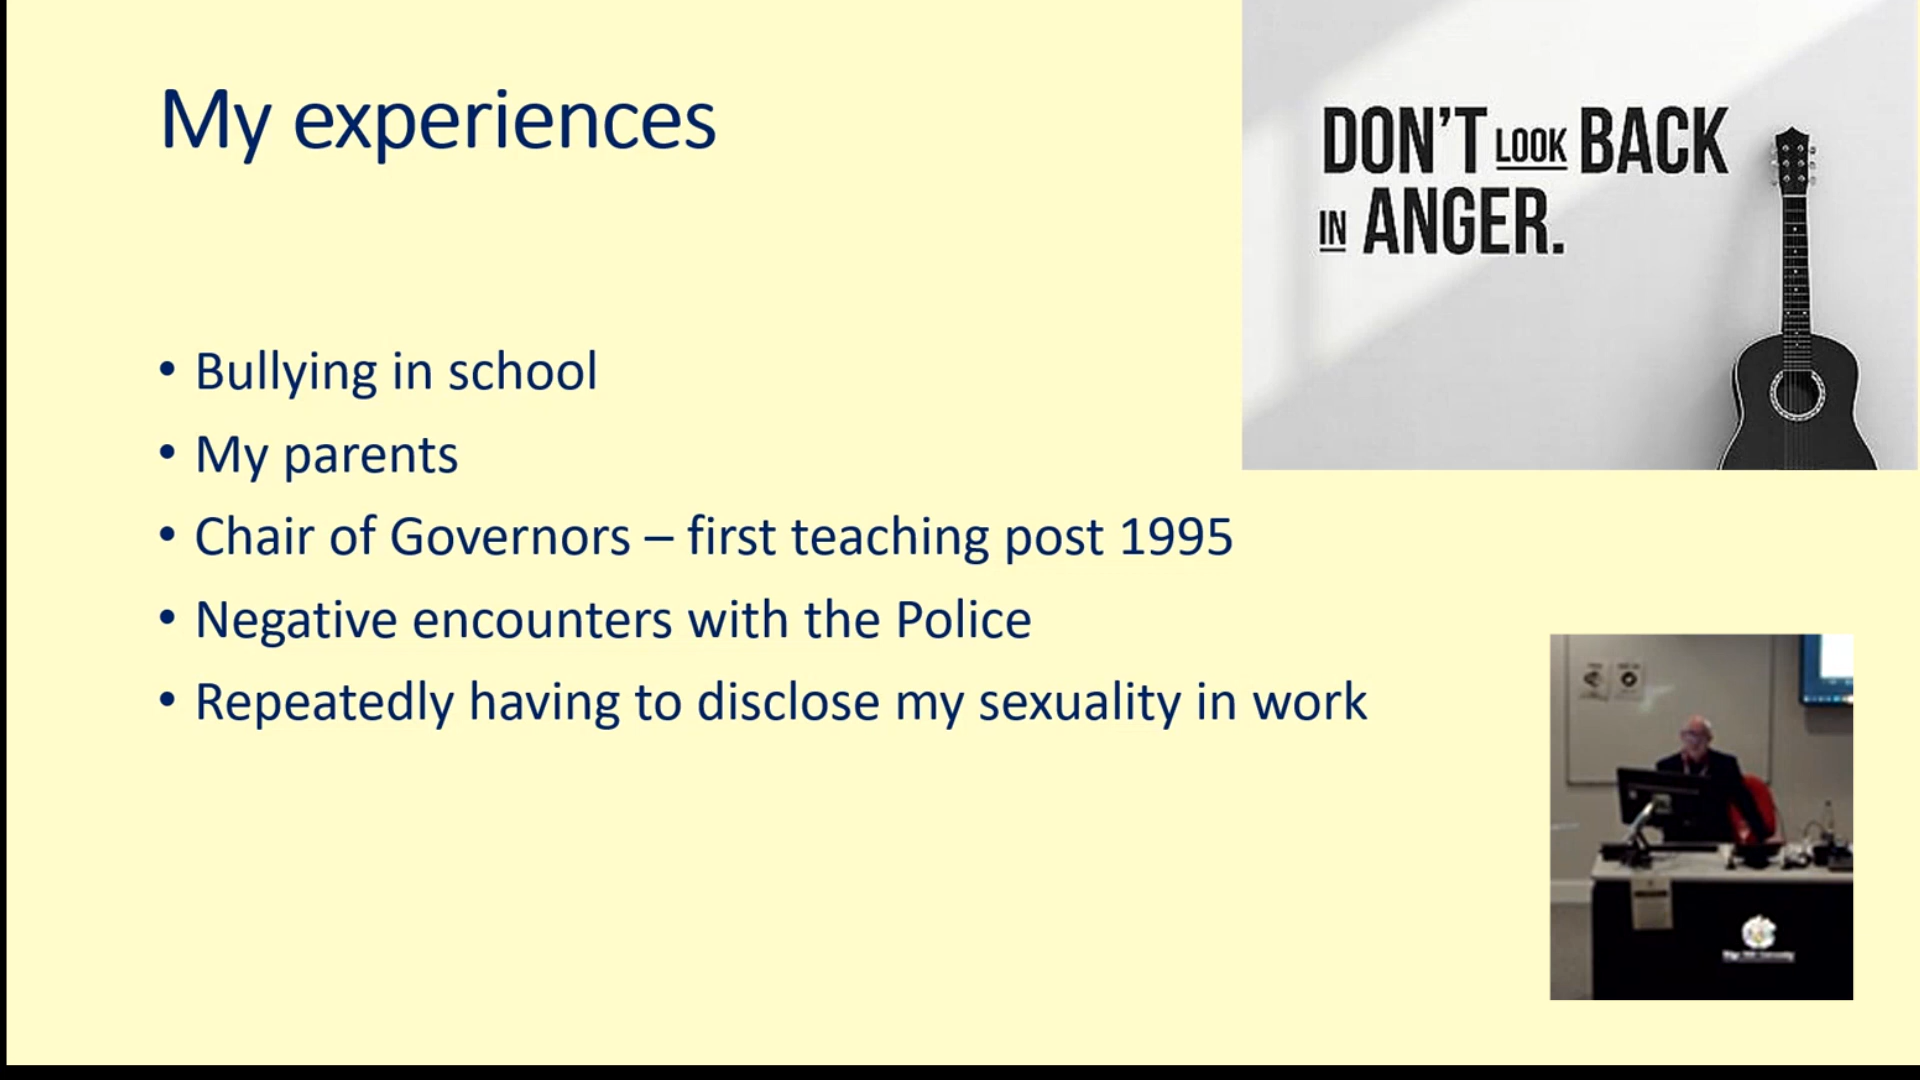 My experiences
DON'T LOOK BACK
IN ANGER.
• Bullying in school
• My parents
• Chair of Governors – first teaching post 1995
• Negative encounters with the Police
• Repeatedly having to disclose my sexuality in work